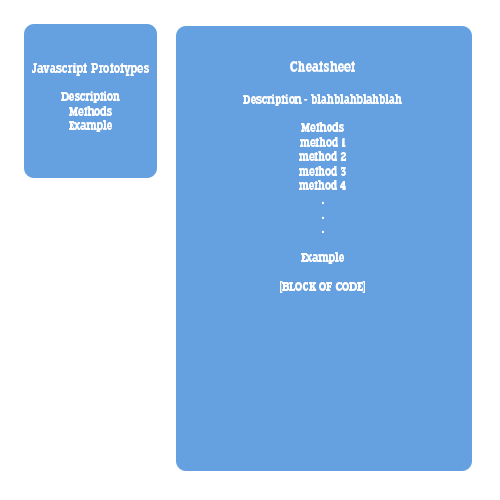 Javascript Prototypes
Description
Methods
Example
Cheatsheet
Description - blahblahblahblah
Methods
method 1
method 2
method 3
method 4
.
.
.
Example
[BLOCK OF CODE]